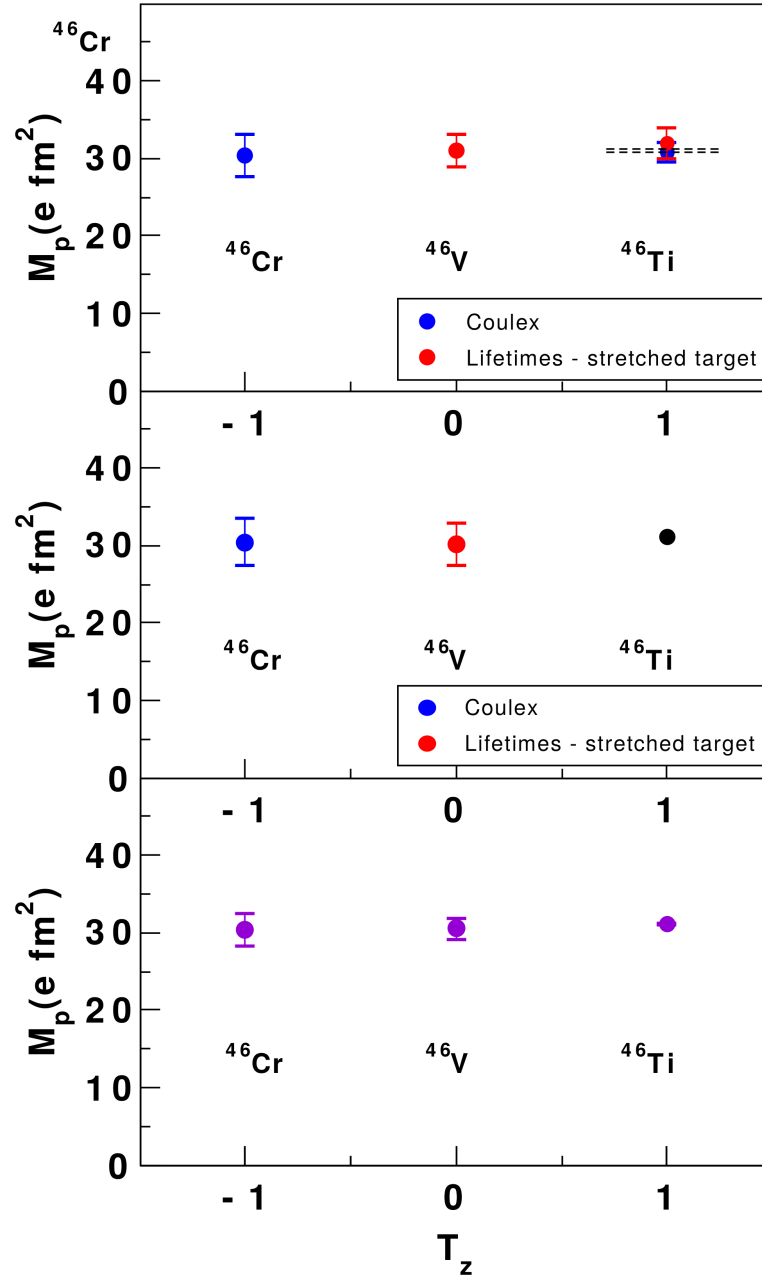 ⁴⁶Cr
40
30
20
10
0
Mₚ(e fm²)
⁴⁶Cr ⁴⁶V ⁴⁶Ti
Coulex
Lifetimes - stretched target
-1 0 1
40
30
20
10
0
Mₚ(e fm²)
⁴⁶Cr ⁴⁶V ⁴⁶Ti
Coulex
Lifetimes - stretched target
-1 0 1
40
30
20
10
0
Mₚ(e fm²)
⁴⁶Cr ⁴⁶V ⁴⁶Ti
-1 0 1
T_z